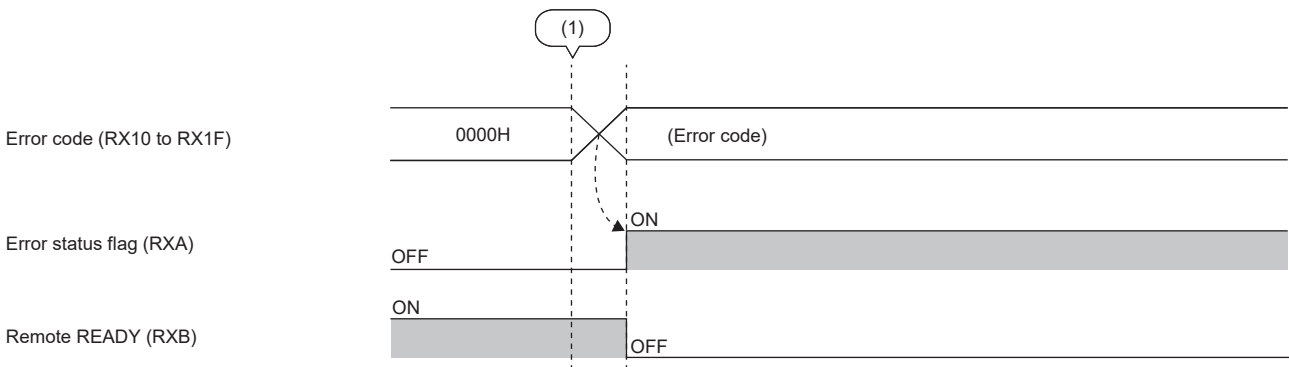 (1)
Error code (RX10 to RX1F)
0000H
(Error code)
Error status flag (RXA)
ON
OFF
ON
Remote READY (RXB)
OFF